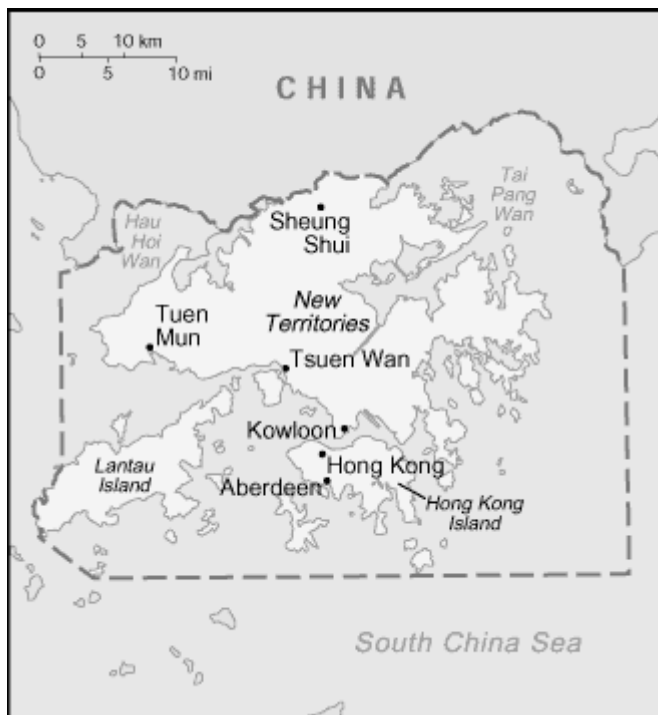 0 5 10 km
0 5 10 mi
CHINA
Tai
Pang
Wan
Sheung
Shui
Hau
Hoi
Wan
New
Territories
Tuen
Mun
Tsuen Wan
Kowloon
Hong Kong
Lantau
Island
Aberdeen
Hong Kong
Island
South China Sea